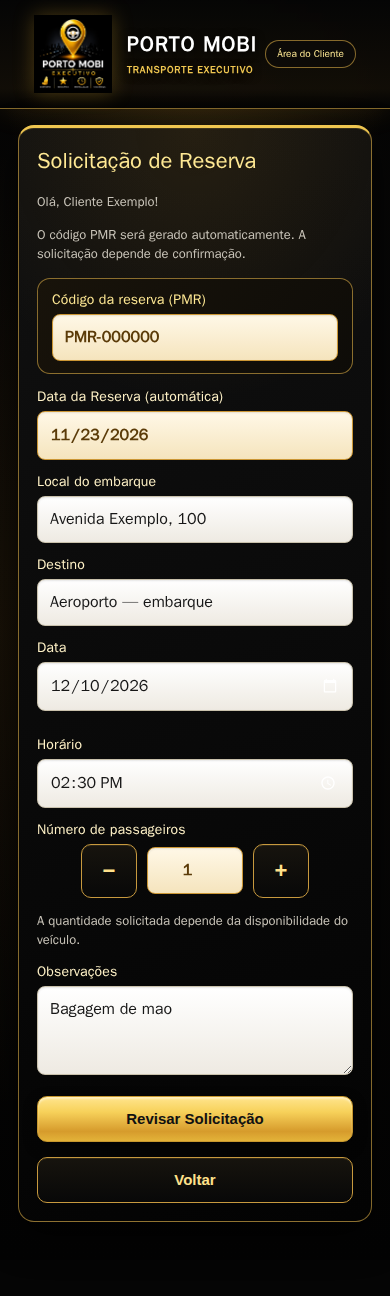 PORTO MOBI
EXECUTIVO
PORTO MOBI
TRANSPORTE EXECUTIVO
Área do Cliente
Solicitação de Reserva
Olá, Cliente Exemplo!
O código PMR será gerado automaticamente. A
solicitação depende de confirmação.
Código da reserva (PMR)
PMR-000000
Data da Reserva (automática)
11/23/2026
Local do embarque
Avenida Exemplo, 100
Destino
Aeroporto — embarque
Data
12/10/2026
Horário
02:30 PM
Número de passageiros
− 1 +
A quantidade solicitada depende da disponibilidade do
veículo.
Observações
Bagagem de mao
Revisar Solicitação
Voltar